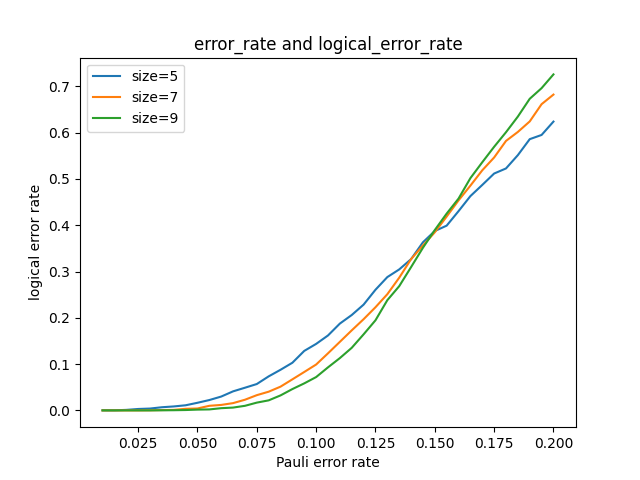 error_rate and logical_error_rate
size=5
size=7
size=9
0.7
0.6
0.5
0.4
0.3
0.2
0.1
0.0
logical error rate
0.025 0.050 0.075 0.100 0.125 0.150 0.175 0.200
Pauli error rate